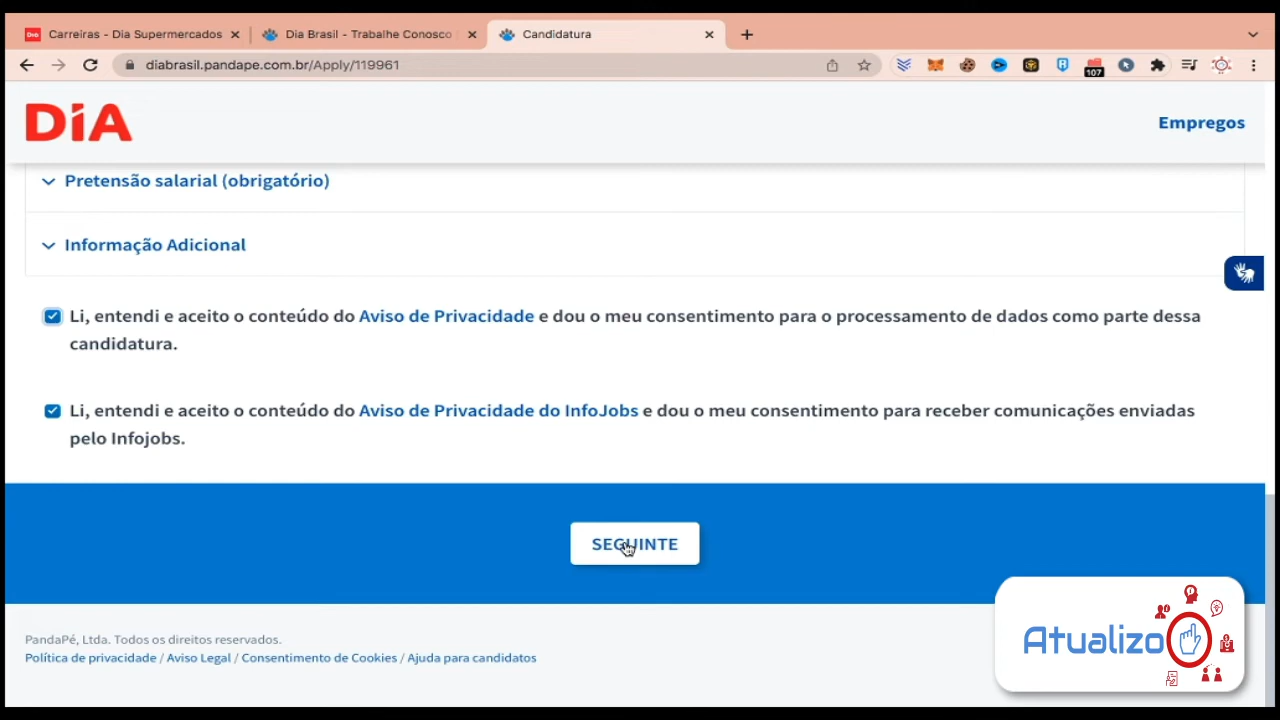 Dia Carreiras - Dia Supermercados
Dia Brasil - Trabalhe Conosco
Candidatura
diabrasil.pandape.com.br/Apply/119961
107
DiA
Empregos
Pretensão salarial (obrigatório)
Informação Adicional
Li, entendi e aceito o conteúdo do Aviso de Privacidade e dou o meu consentimento para o processamento de dados como parte dessa
candidatura.
Li, entendi e aceito o conteúdo do Aviso de Privacidade do InfoJobs e dou o meu consentimento para receber comunicações enviadas
pelo Infojobs.
SEGUINTE
PandaPé, Ltda. Todos os direitos reservados.
Política de privacidade / Aviso Legal / Consentimento de Cookies / Ajuda para candidatos
Atualizo